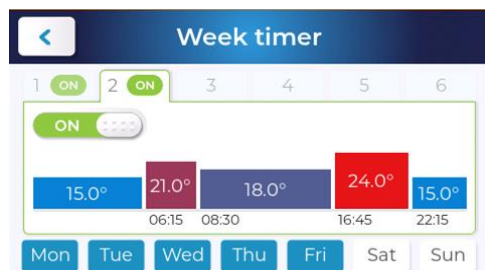 Week timer
1 ON 2 ON 3 4 5 6
ON
15.0° 21.0° 18.0° 24.0° 15.0°
06:15 08:30 16:45 22:15
Mon Tue Wed Thu Fri Sat Sun